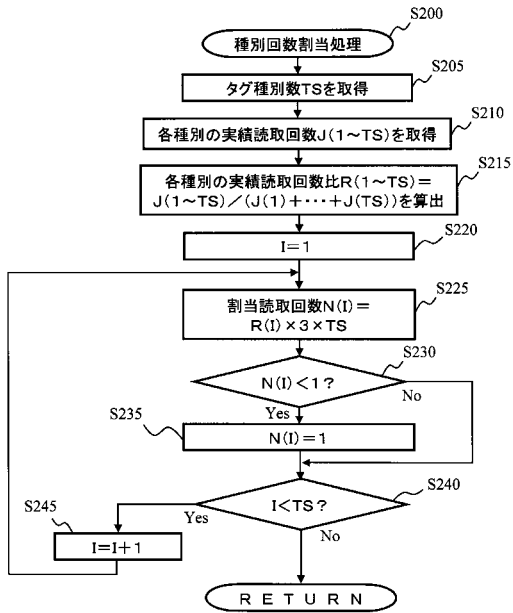 S200
種別回数割当処理
S205
タグ種別数TSを取得
S210
各種別の実績読取回数J(1~TS)を取得
S215
各種別の実績読取回数比R(1~TS)=
J(1~TS)/(J(1)+・・・+J(TS))を算出
S220
I=1
S225
割当読取回数N(I)=
R(I)×3×TS
S230
N(I)<1?
No
Yes
S235
N(I)=1
S240
I<TS?
Yes
No
S245
I=I+1
RETURN